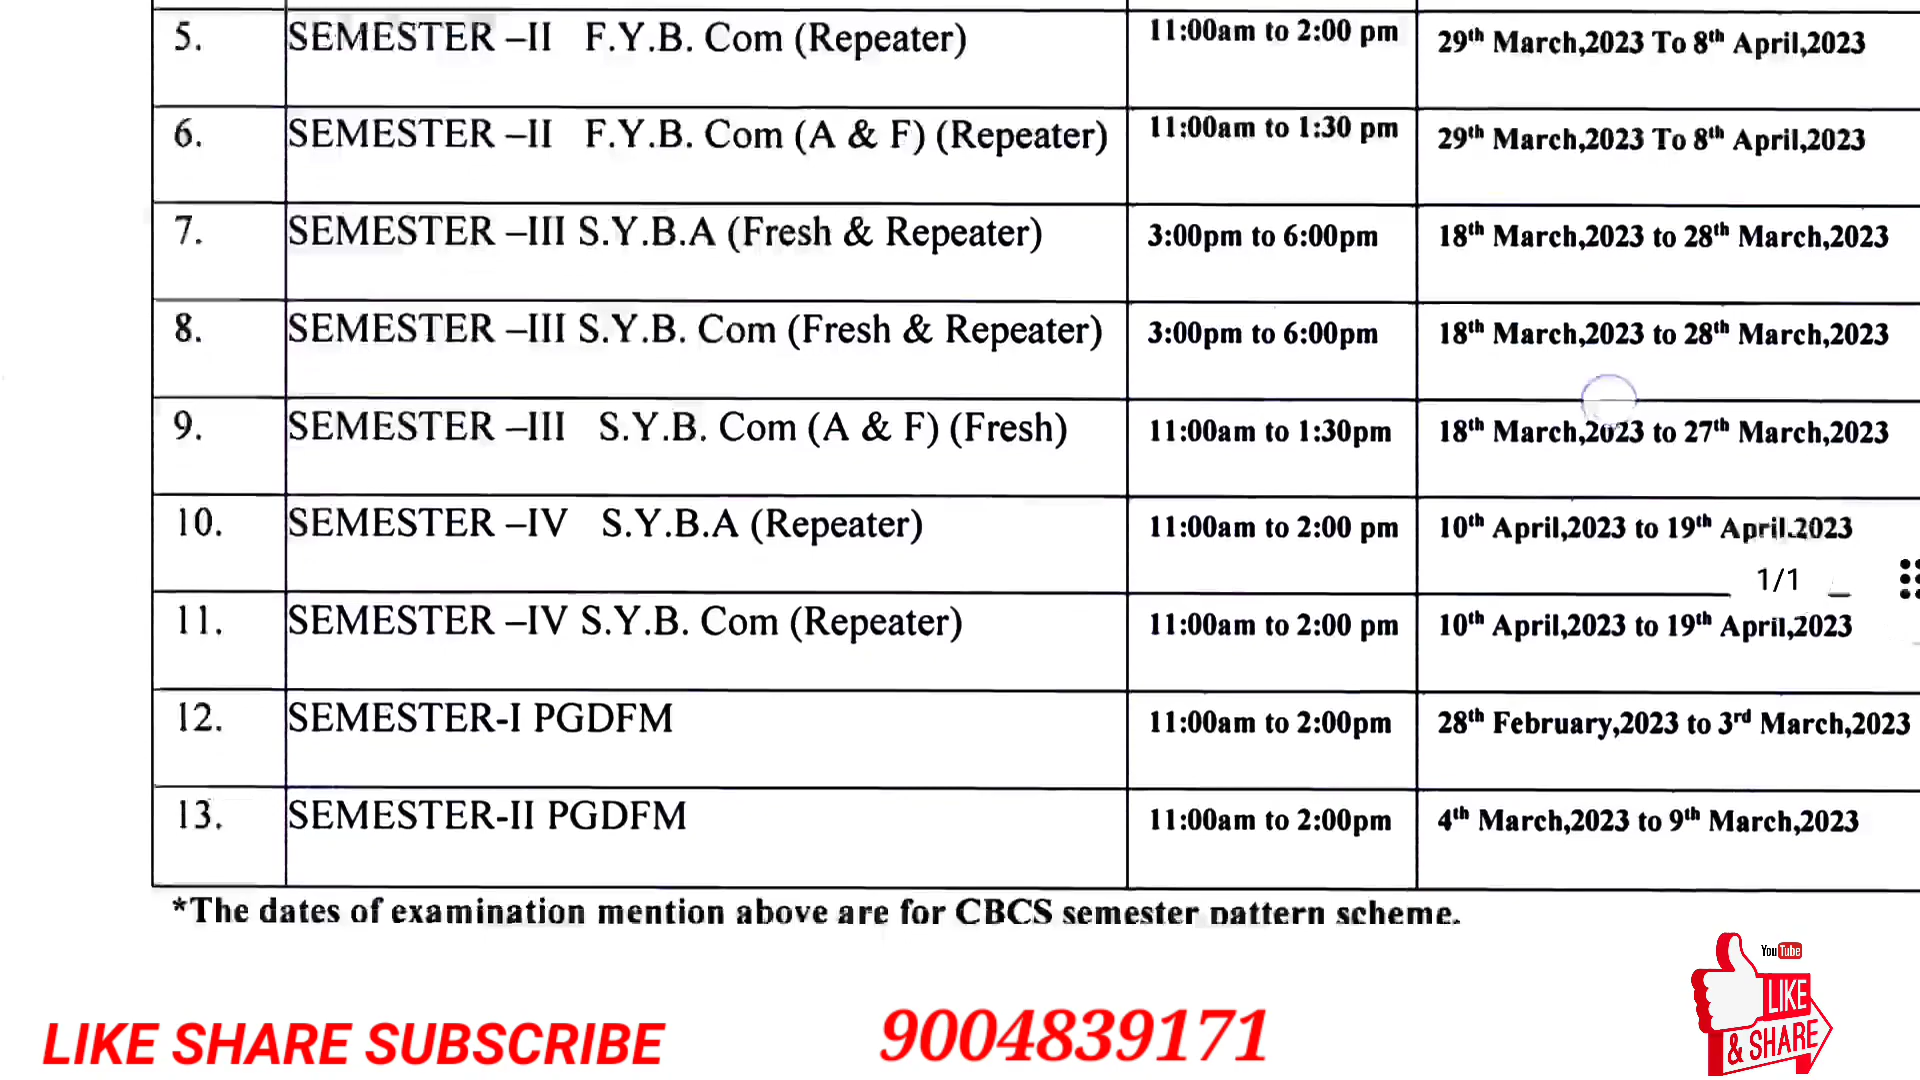 5. SEMESTER –II F.Y.B. Com (Repeater) 11:00am to 2:00 pm 29th March,2023 To 8th April,2023
6. SEMESTER –II F.Y.B. Com (A & F) (Repeater) 11:00am to 1:30 pm 29th March,2023 To 8th April,2023
7. SEMESTER –III S.Y.B.A (Fresh & Repeater) 3:00pm to 6:00pm 18th March,2023 to 28th March,2023
8. SEMESTER –III S.Y.B. Com (Fresh & Repeater) 3:00pm to 6:00pm 18th March,2023 to 28th March,2023
9. SEMESTER –III S.Y.B. Com (A & F) (Fresh) 11:00am to 1:30pm 18th March,2023 to 27th March,2023
10. SEMESTER –IV S.Y.B.A (Repeater) 11:00am to 2:00 pm 10th April,2023 to 19th April.2023
1/1
11. SEMESTER –IV S.Y.B. Com (Repeater) 11:00am to 2:00 pm 10th April,2023 to 19th April,2023
12. SEMESTER-I PGDFM 11:00am to 2:00pm 28th February,2023 to 3rd March,2023
13. SEMESTER-II PGDFM 11:00am to 2:00pm 4th March,2023 to 9th March,2023
*The dates of examination mention above are for CBCS semester pattern scheme.
YouTube
LIKE
& SHARE
LIKE SHARE SUBSCRIBE 9004839171